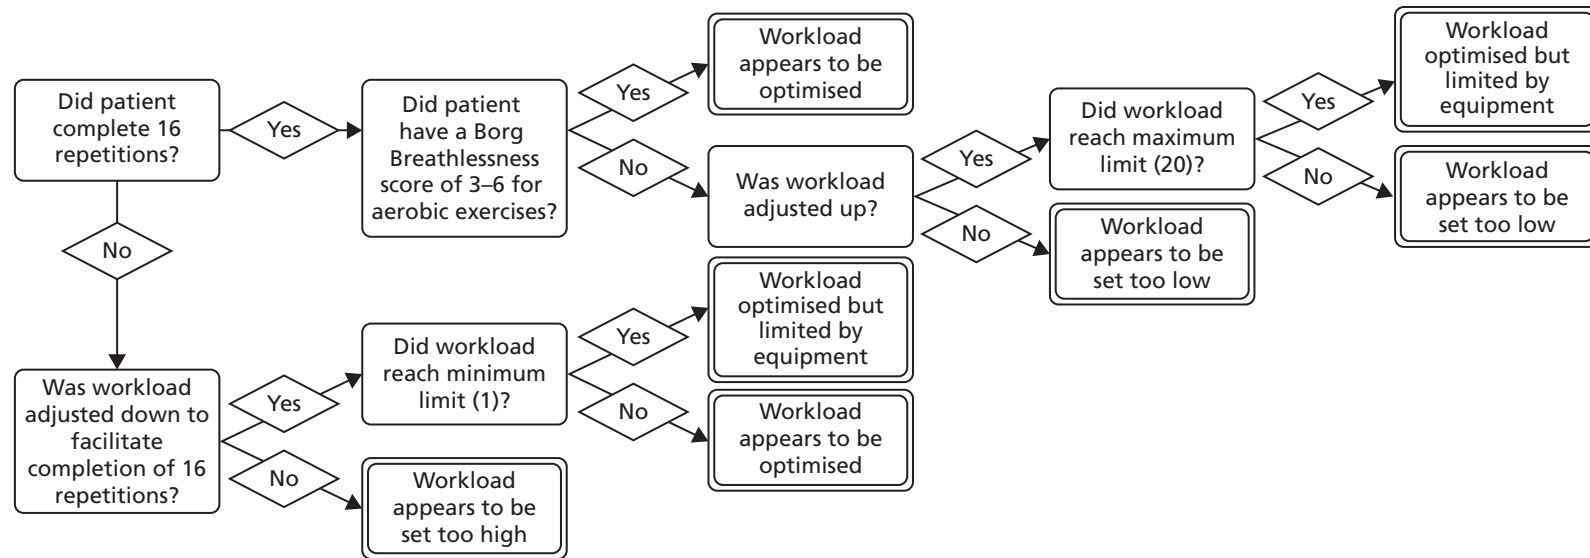 Did patient
complete 16
repetitions?
Yes
Did patient
have a Borg
Breathlessness
score of 3–6 for
aerobic exercises?
Yes
Workload
appears to be
optimised
No
Was workload
adjusted up?
Yes
Did workload
reach maximum
limit (20)?
Yes
Workload
optimised but
limited by
equipment
No
Workload
appears to be
set too low
No
Workload
appears to be
set too low
No
Was workload
adjusted down to
facilitate
completion of 16
repetitions?
Yes
Did workload
reach minimum
limit (1)?
Yes
Workload
optimised but
limited by
equipment
No
Workload
appears to be
optimised
No
Workload
appears to be
set too high